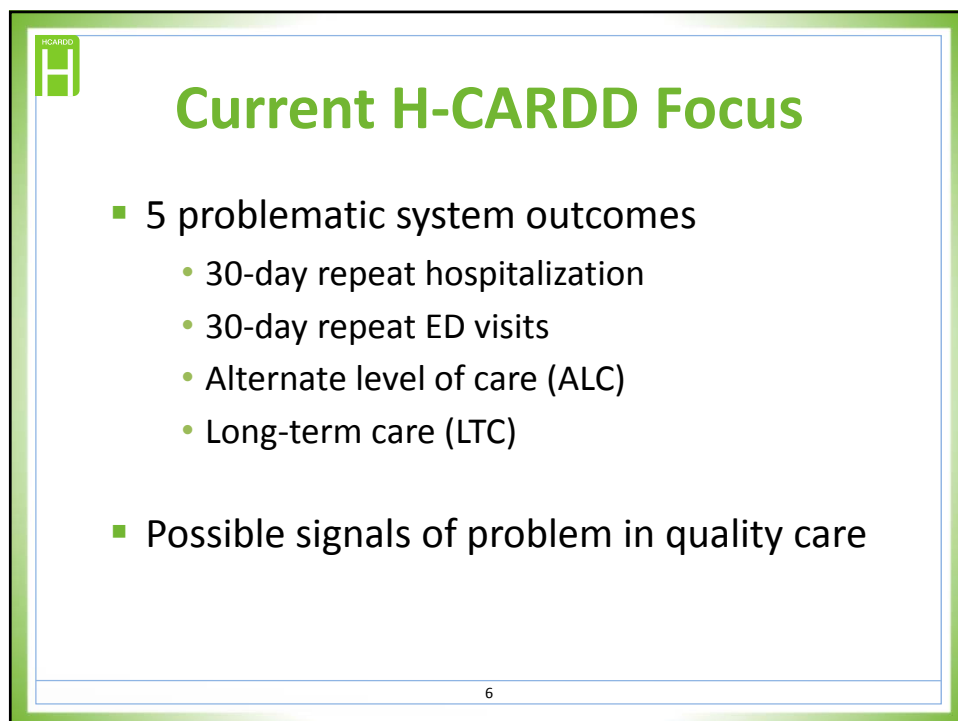 HCARDD
H
Current H-CARDD Focus
▪ 5 problematic system outcomes
• 30-day repeat hospitalization
• 30-day repeat ED visits
• Alternate level of care (ALC)
• Long-term care (LTC)
▪ Possible signals of problem in quality care
6